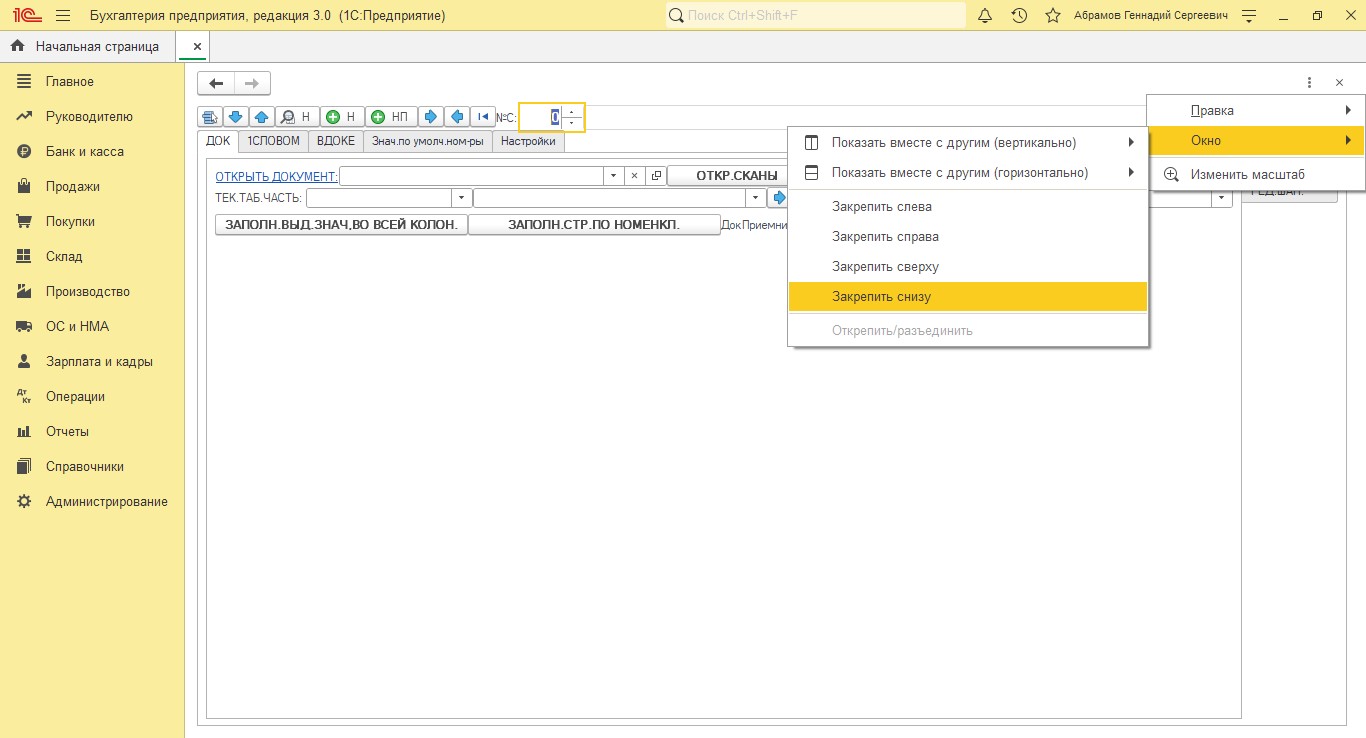 1С Бухгалтерия предприятия, редакция 3.0 (1С:Предприятие)
Поиск Ctrl+Shift+F
Абрамов Геннадий Сергеевич
Начальная страница
Главное
Руководителю
Банк и касса
Продажи
Покупки
Склад
Производство
ОС и НМА
Зарплата и кадры
Дт Кт Операции
Отчеты
Справочники
Администрирование
Н Н НП №С: 0
ДОК 1СЛОВОМ ВДОКЕ Знач.по умолч.ном-ры Настройки
ОТКРЫТЬ ДОКУМЕНТ: ОТКР.СКАНЫ
ТЕК.ТАБ.ЧАСТЬ:
ЗАПОЛН.ВЫД.ЗНАЧ,ВО ВСЕЙ КОЛОН. ЗАПОЛН.СТР.ПО НОМЕНКЛ. ДокПриемни
Правка
Окно
Изменить масштаб
Показать вместе с другим (вертикально)
Показать вместе с другим (горизонтально)
Закрепить слева
Закрепить справа
Закрепить сверху
Закрепить снизу
Открепить/разъединить